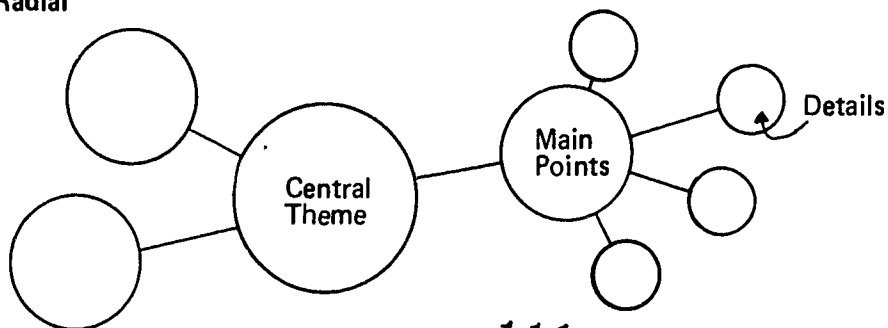 Radial
Main
Points
Details
Central
Theme